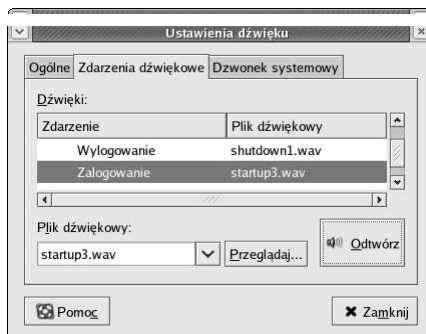 Ustawienia dźwięku
Ogólne Zdarzenia dźwiękowe Dzwonek systemowy
Dźwięki:
Zdarzenie Plik dźwiękowy
Wylogowanie shutdown1.wav
Zalogowanie startup3.wav
Plik dźwiękowy:
startup3.wav Przeglądaj... Odtwórz
Pomoc Zamknij